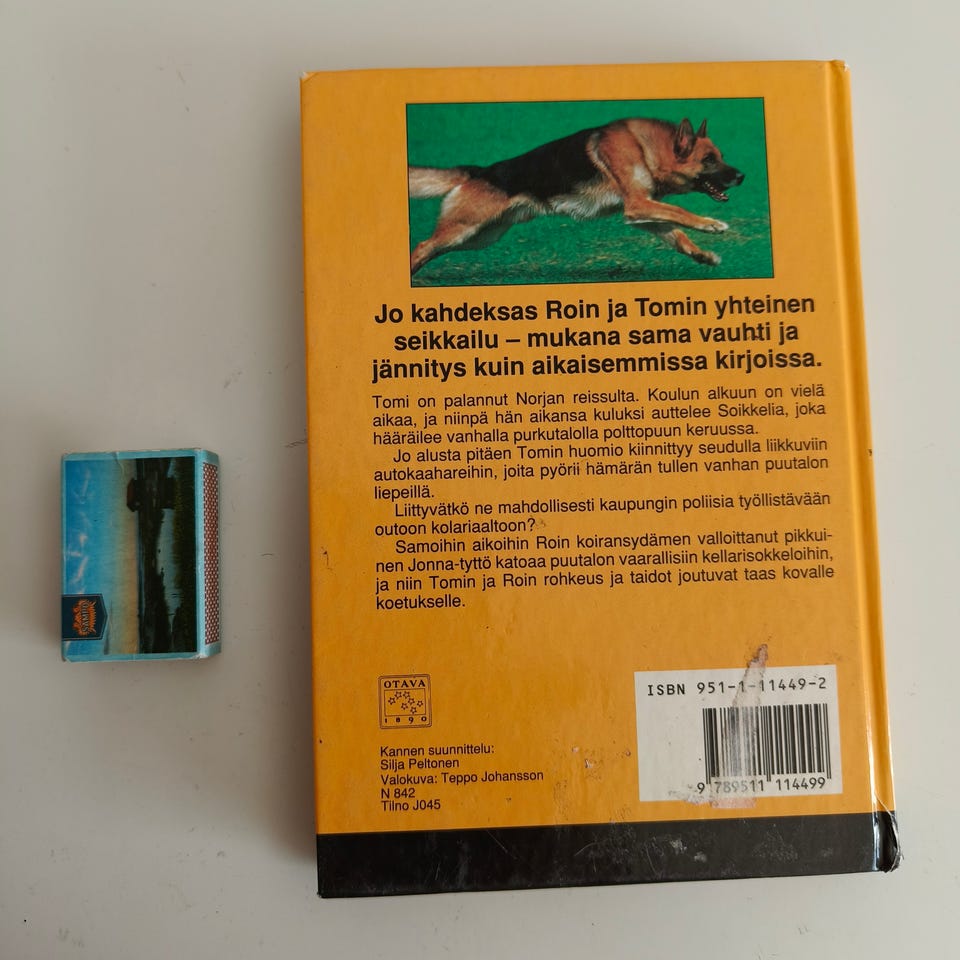 Jo kahdeksas Roin ja Tomin yhteinen
seikkailu – mukana sama vauhti ja
jännitys kuin aikaisemmissa kirjoissa.
Tomi on palannut Norjan reissulta. Koulun alkuun on vielä
aikaa, ja niinpä hän aikansa kuluksi auttelee Soikkelia, joka
hääräilee vanhalla purkutalolla polttopuun keruussa.
Jo alusta pitäen Tomin huomio kiinnittyy seudulla liikkuviin
autokaahareihin, joita pyörii hämärän tullen vanhan puutalon
liepeillä.
Liittyvätkö ne mahdollisesti kaupungin poliisia työllistävään
outoon kolariaaltoon?
Samoihin aikoihin Roin koiransydämen valloittanut pikkui-
nen Jonna-tyttö katoaa puutalon vaarallisiin kellarisokkeloihin,
ja niin Tomin ja Roin rohkeus ja taidot joutuvat taas kovalle
koetukselle.
OTAVA
1890
Kannen suunnittelu:
Silja Peltonen
Valokuva: Teppo Johansson
N 842
Tilno J045
ISBN 951-1-11449-2
9 789511 114499
SAMPO